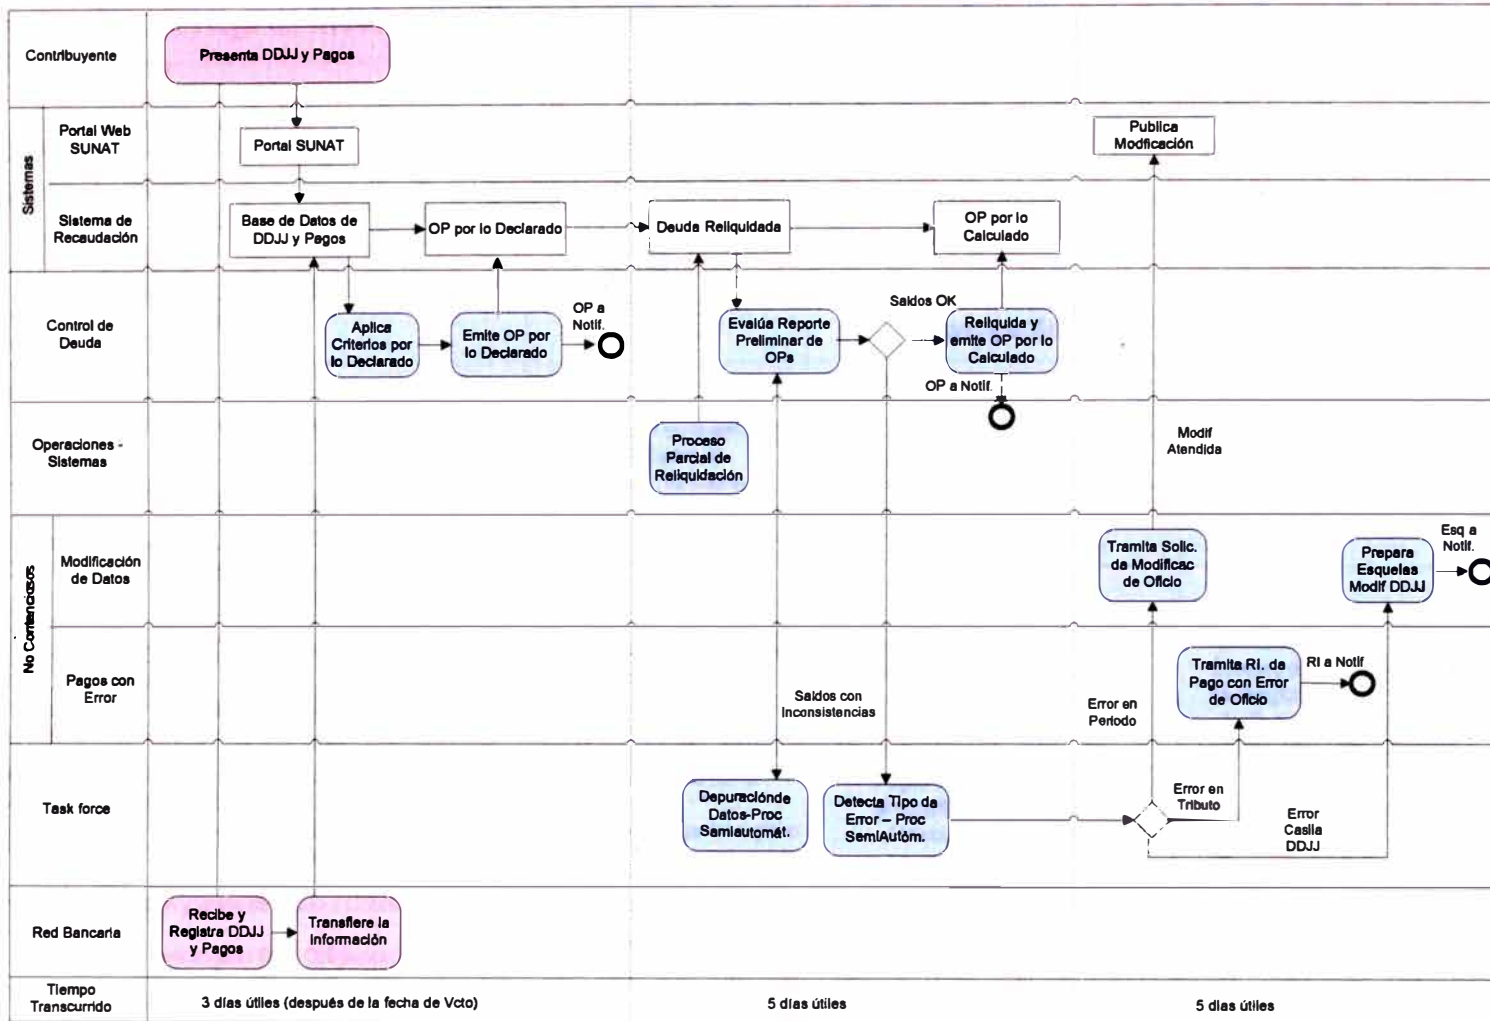 Contribuyente
Presenta DDJJ y Pagos
Sistemas
Portal Web
SUNAT
Portal SUNAT
Publica
Modficación
Sistema de
Recaudación
Base de Datos de
DDJJ y Pagos
OP por lo Declarado
Deuda Reliquidada
OP por lo
Calculado
Control de
Deuda
Aplica
Criterios por
lo Declarado
Emite OP por
lo Declarado
OP a
Notif.
Evalúa Reporte
Preliminar de
OPs
Saldos OK
Reliquida y
emite OP por lo
Calculado
OP a Notif.
Operaciones -
Sistemas
Proceso
Parcial de
Reliquidación
Modif
Atendida
No Contenciosos
Modificación
de Datos
Tramita Solic.
de Modificac
de Oficio
Prepara
Esquelas
Modif DDJJ
Esq a
Notif.
Pagos con
Error
Saldos con
Inconsistencias
Error en
Periodo
Tramita RI. de
Pago con Error
de Oficio
RI a Notif
Task force
Depuraciónde
Datos-Proc
Semiautomát.
Detecta Tipo de
Error – Proc
SemiAutóm.
Error en
Tributo
Error
Casilla
DDJJ
Red Bancaria
Recibe y
Registra DDJJ
y Pagos
Transfiere la
Información
Tiempo
Transcurrido
3 días útiles (después de la fecha de Vcto)
5 días útiles
5 días útiles